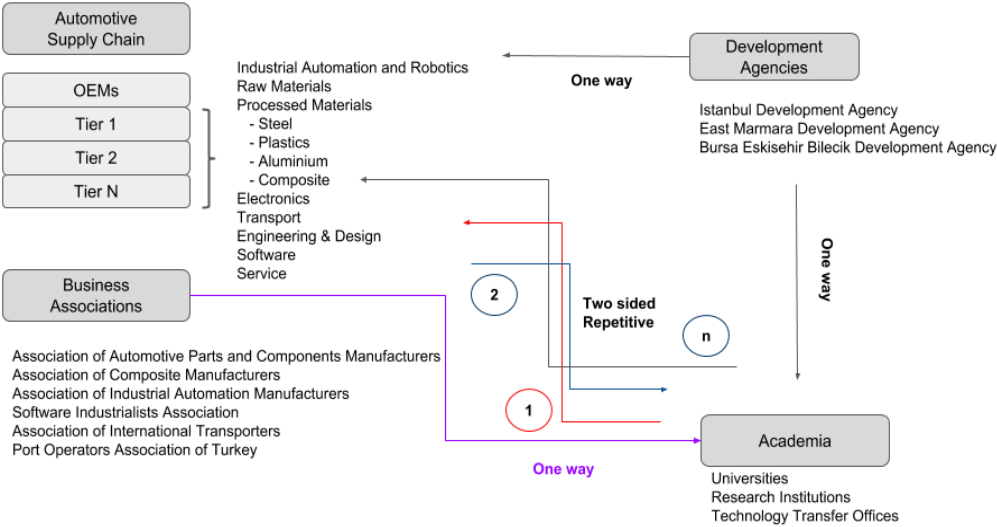 Automotive
Supply Chain
OEMs
Tier 1
Tier 2
Tier N
Industrial Automation and Robotics
Raw Materials
Processed Materials
- Steel
- Plastics
- Aluminium
- Composite
Electronics
Transport
Engineering & Design
Software
Service
One way
Development
Agencies
Istanbul Development Agency
East Marmara Development Agency
Bursa Eskisehir Bilecik Development Agency
One way
Business
Associations
Association of Automotive Parts and Components Manufacturers
Association of Composite Manufacturers
Association of Industrial Automation Manufacturers
Software Industrialists Association
Association of International Transporters
Port Operators Association of Turkey
2
Two sided
Repetitive
n
1
One way
Academia
Universities
Research Institutions
Technology Transfer Offices